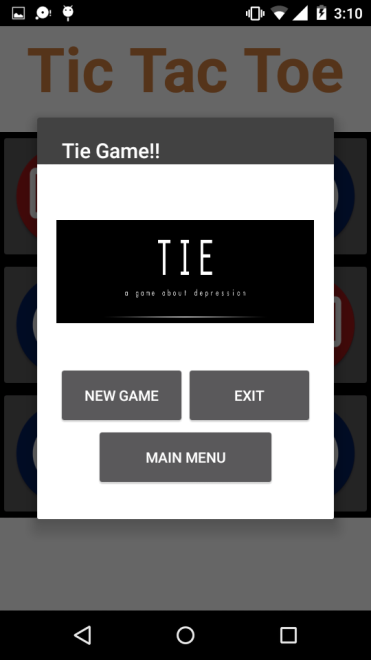 3:10
Tic Tac Toe
Tie Game!!
TIE
a game about depression
NEW GAME
EXIT
MAIN MENU